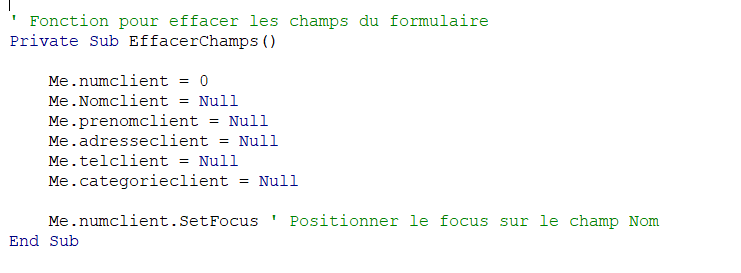 ' Fonction pour effacer les champs du formulaire
Private Sub EffacerChamps()
Me.numclient = 0
Me.Nomclient = Null
Me.prenomclient = Null
Me.adresseclient = Null
Me.telclient = Null
Me.categorieclient = Null
Me.numclient.SetFocus ' Positionner le focus sur le champ Nom
End Sub